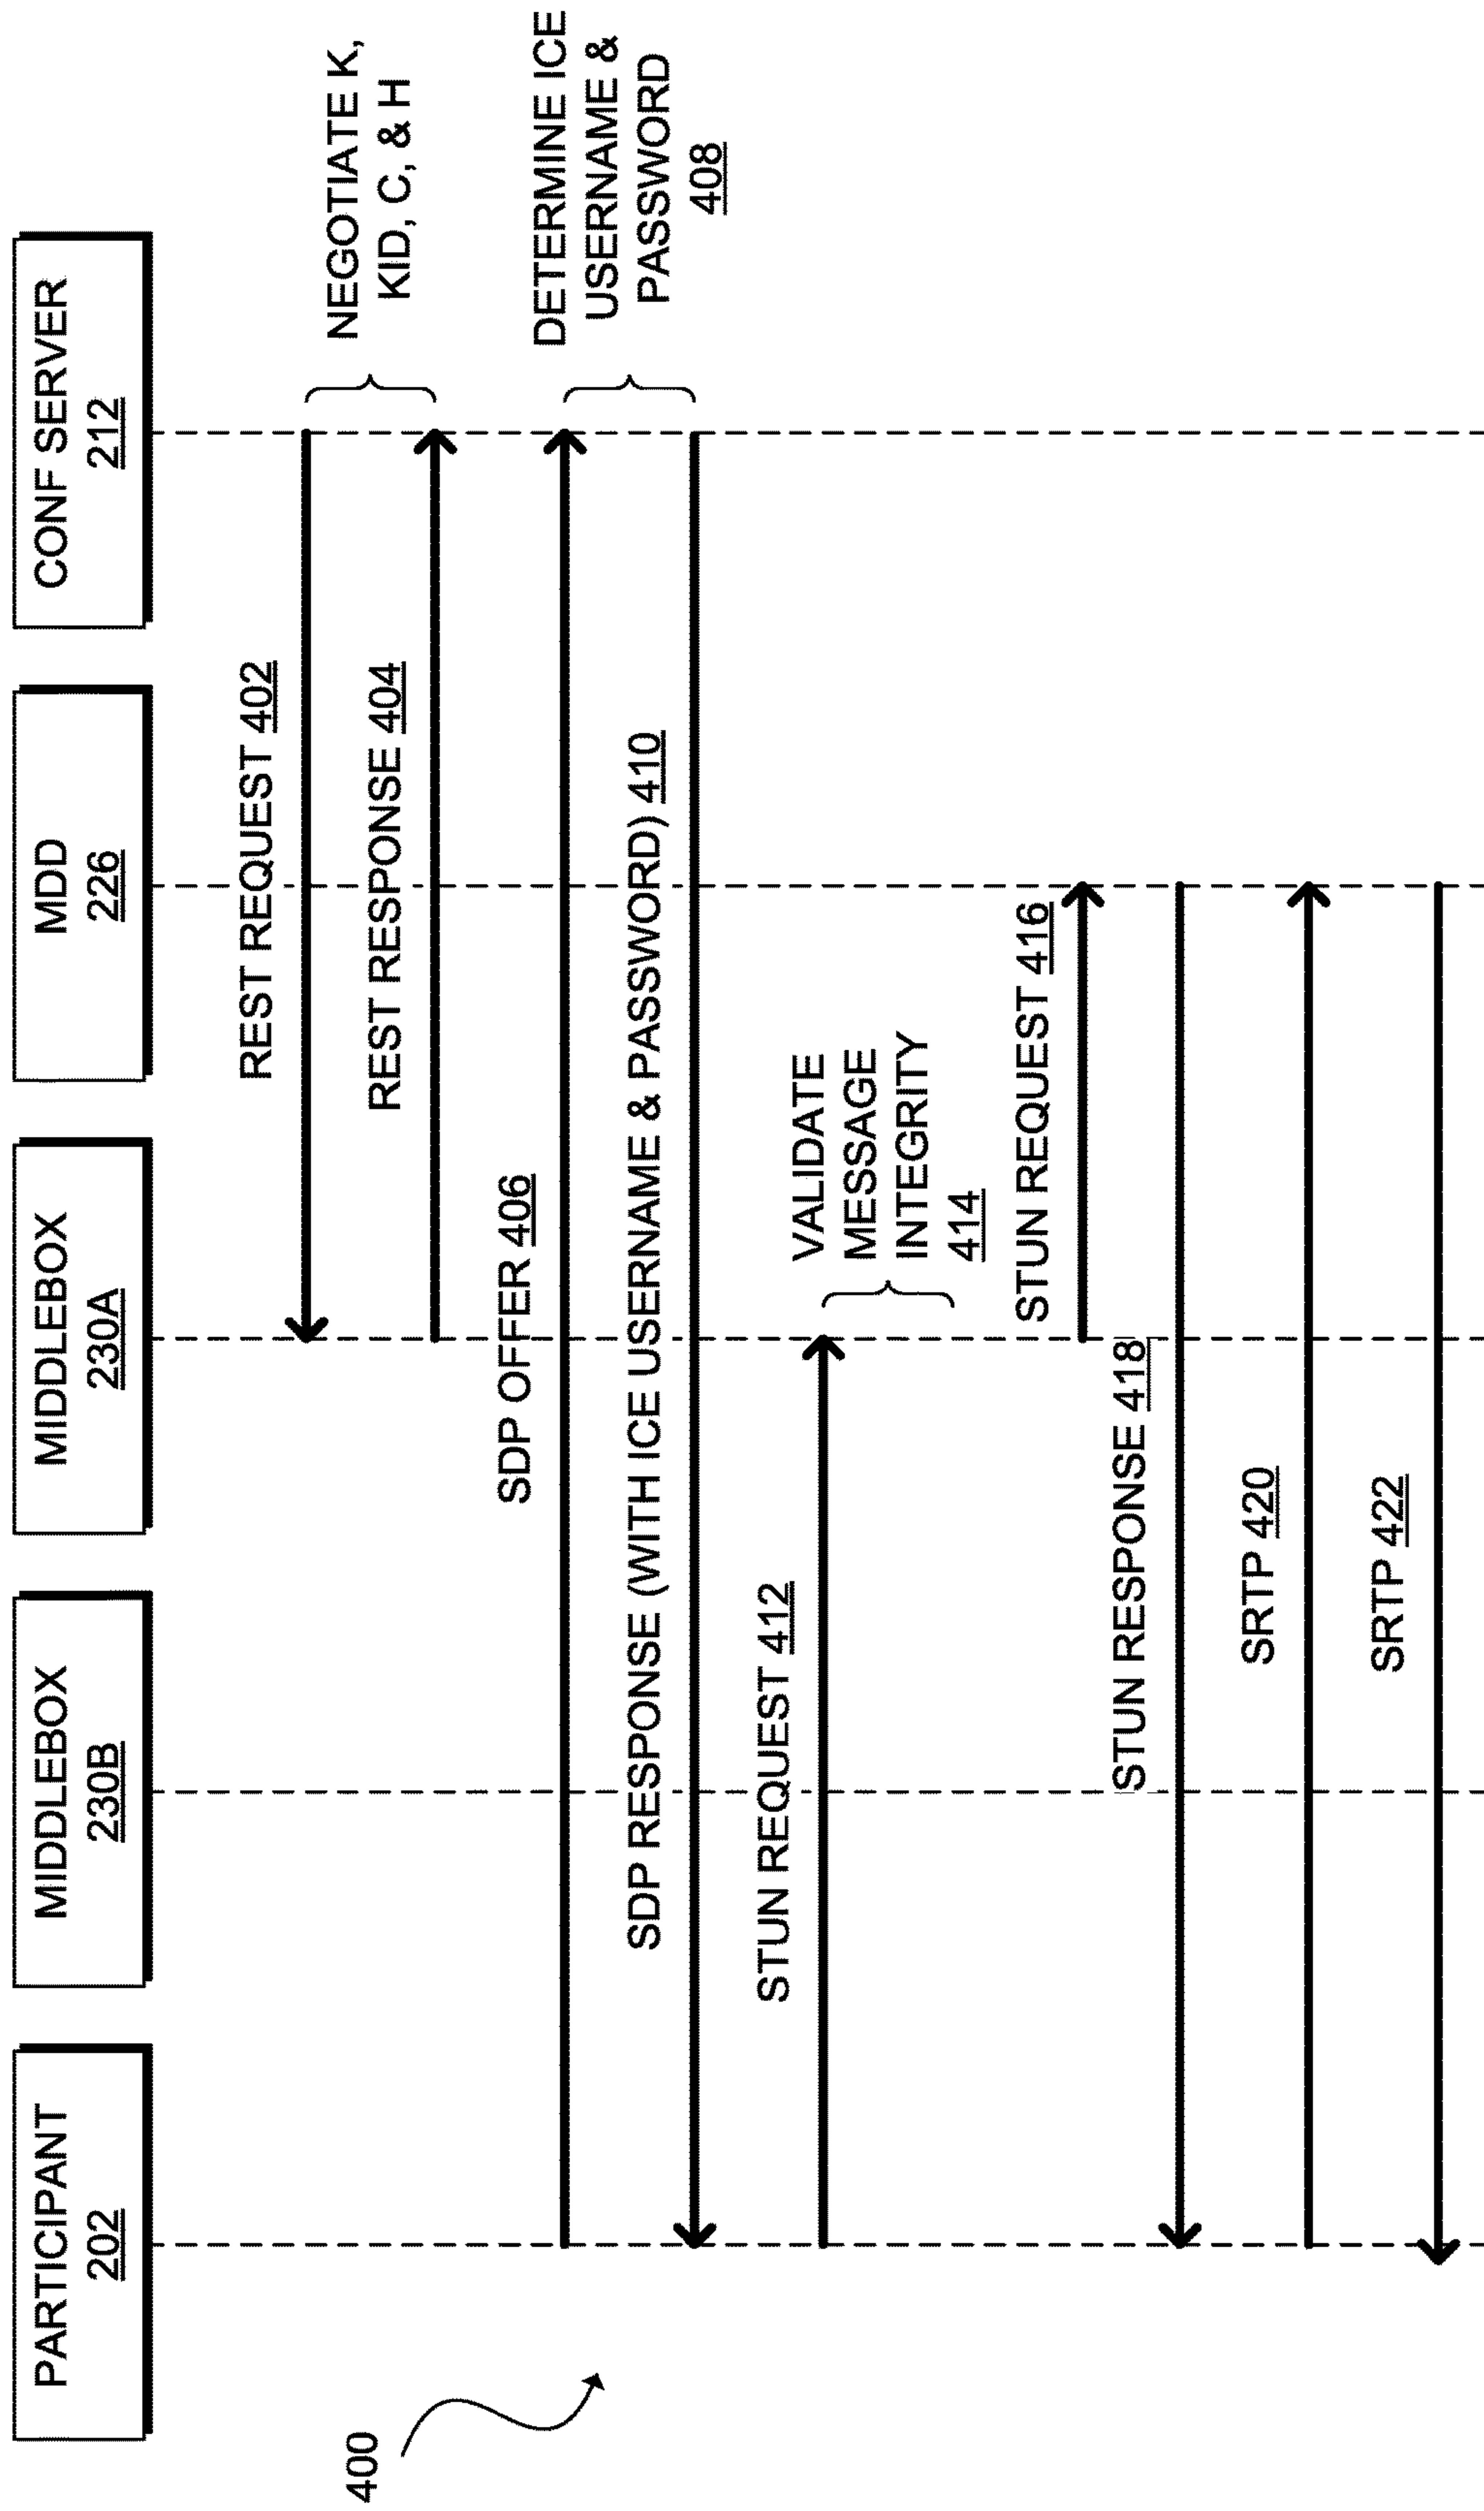 PARTICIPANT
202
MIDDLEBOX
230B
MIDDLEBOX
230A
MDD
226
CONF SERVER
212
REST REQUEST 402
NEGOTIATE K,
KID, C, & H
REST RESPONSE 404
SDP OFFER 406
DETERMINE ICE
USERNAME &
PASSWORD
408
SDP RESPONSE (WITH ICE USERNAME & PASSWORD) 410
STUN REQUEST 412
VALIDATE
MESSAGE
INTEGRITY
414
STUN REQUEST 416
STUN RESPONSE 418
SRTP 420
SRTP 422
400